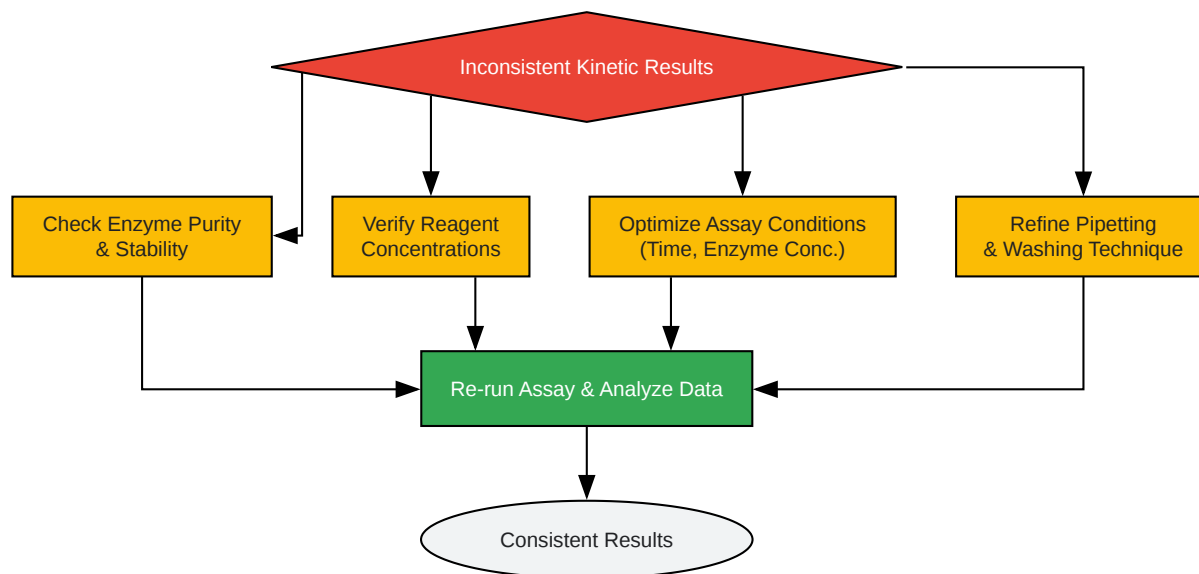 Inconsistent Kinetic Results
Check Enzyme Purity
& Stability
Verify Reagent
Concentrations
Optimize Assay Conditions
(Time, Enzyme Conc.)
Refine Pipetting
& Washing Technique
Re-run Assay & Analyze Data
Consistent Results